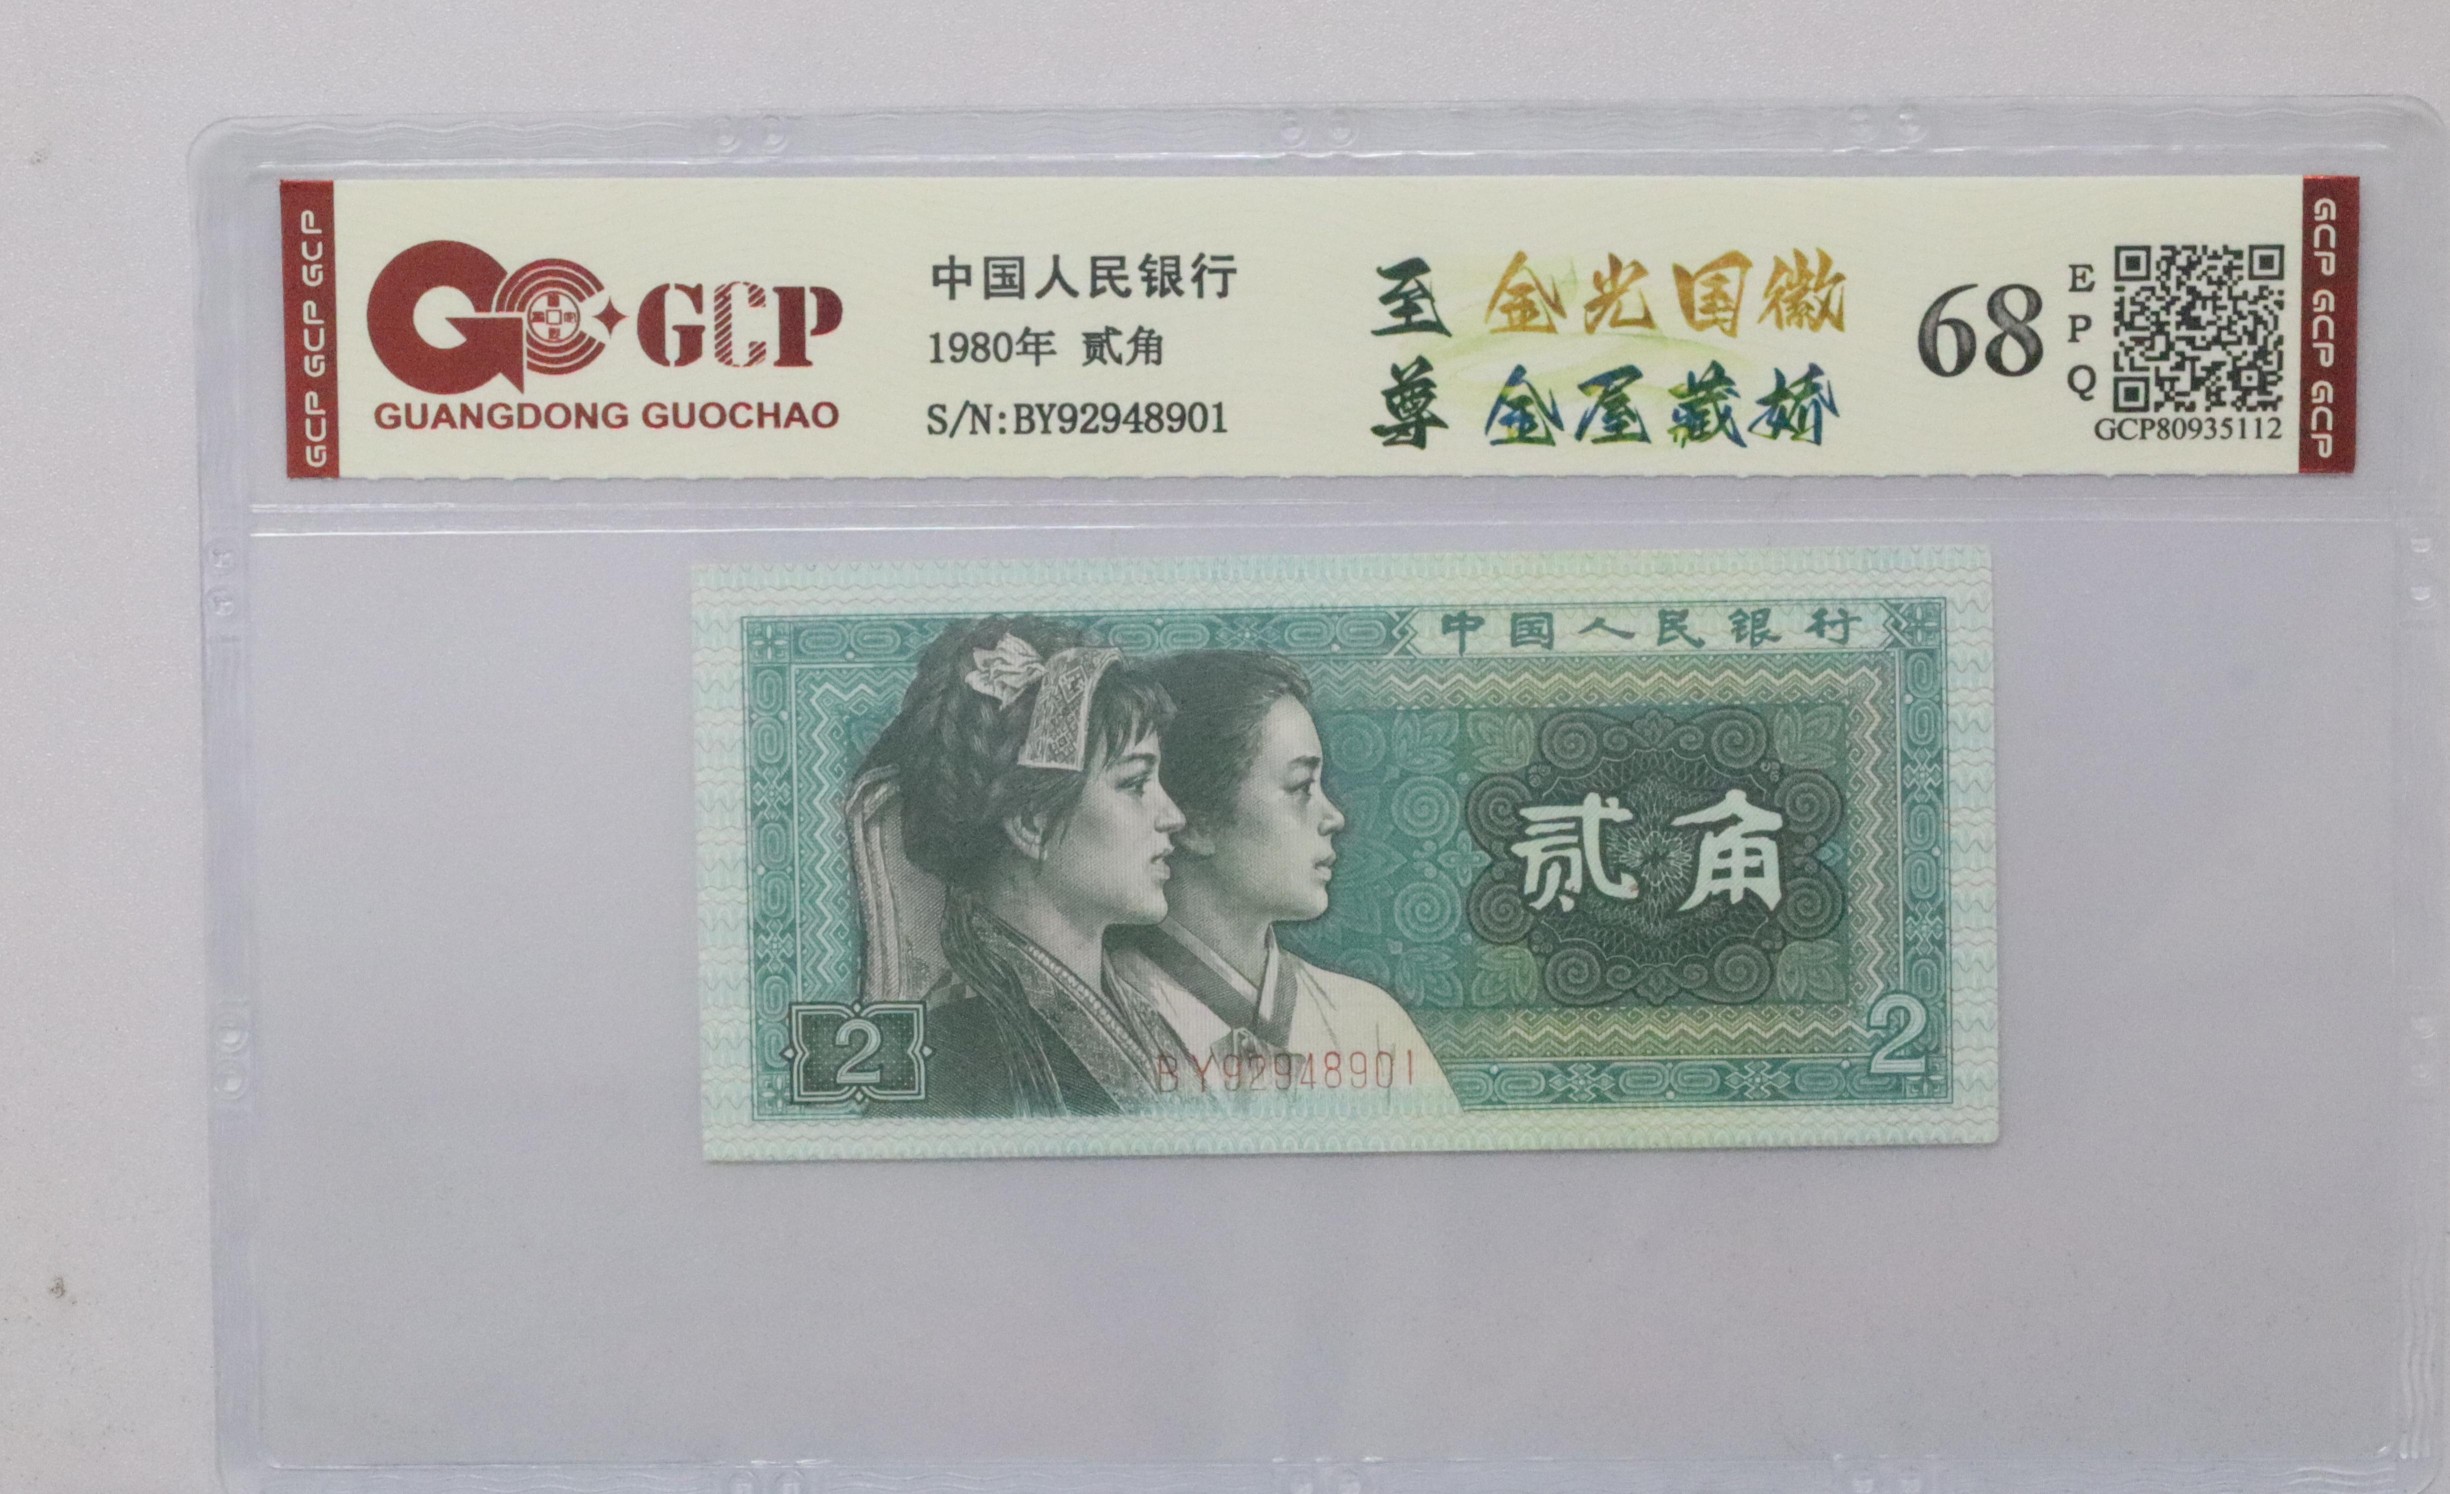 GCP GCP GCP
GCP
GUANGDONG GUOCHAO
中国人民银行
1980年 贰角
S/N:BY92948901
至尊
金光国徽
金屋藏娇
68
EPQ
GCP80935112
GCP GCP GCP
中国人民银行
贰角
2
BY92948901
2